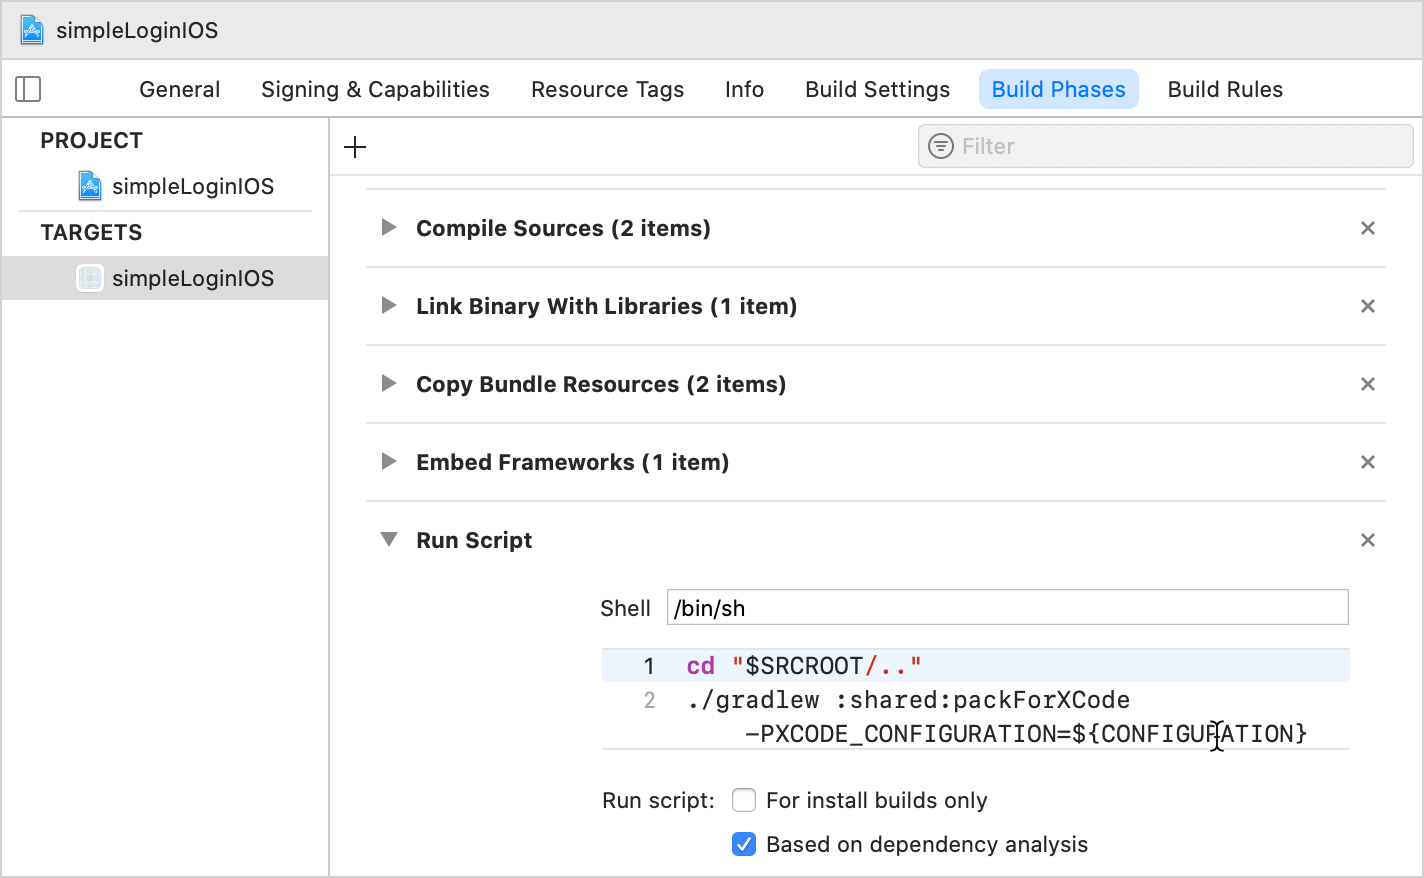 simpleLoginIOS
General Signing & Capabilities Resource Tags Info Build Settings Build Phases Build Rules
PROJECT
simpleLoginIOS
TARGETS
simpleLoginIOS
Filter
Compile Sources (2 items)
Link Binary With Libraries (1 item)
Copy Bundle Resources (2 items)
Embed Frameworks (1 item)
Run Script
Shell /bin/sh
1 cd "$SRCROOT/.."
2 ./gradlew :shared:packForXCode
-PXCODE_CONFIGURATION=${CONFIGURATION}
Run script: For install builds only
Based on dependency analysis